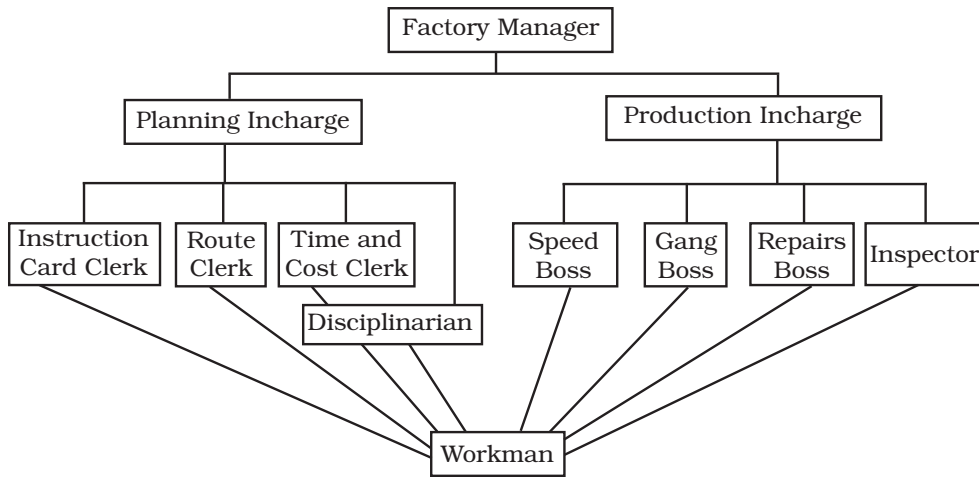 Factory Manager
Planning Incharge
Production Incharge
Instruction
Card Clerk
Route
Clerk
Time and
Cost Clerk
Disciplinarian
Speed
Boss
Gang
Boss
Repairs
Boss
Inspector
Workman